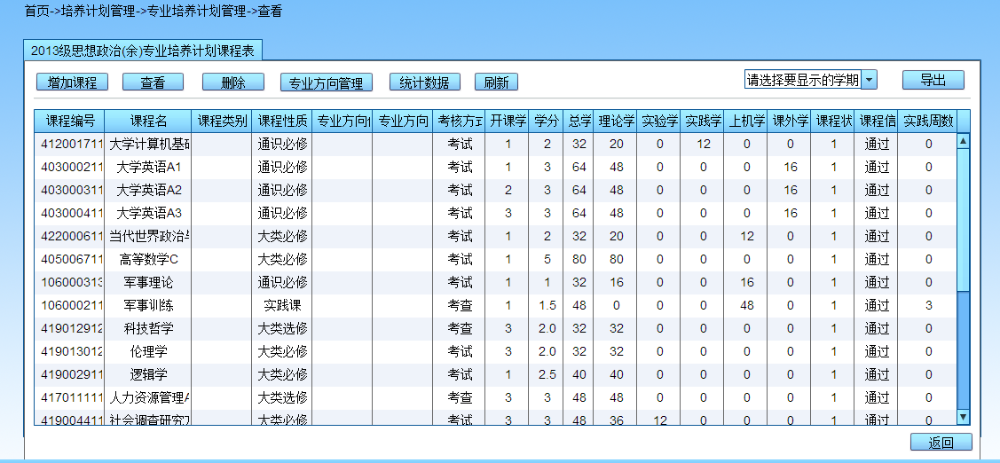 首页->培养计划管理->专业培养计划管理->查看
2013级思想政治(余)专业培养计划课程表
增加课程 查看 删除 专业方向管理 统计数据 刷新 请选择要显示的学期 导出
课程编号 课程名 课程类别 课程性质 专业方向 专业方向 考核方式 开课学 学分 总学 理论学 实验学 实践学 上机学 课外学 课程状 课程信 实践周数
412001711 大学计算机基础 通识必修 考试 1 2 32 20 0 12 0 0 1 通过 0
403000211 大学英语A1 通识必修 考试 1 3 64 48 0 0 0 16 1 通过 0
403000311 大学英语A2 通识必修 考试 2 3 64 48 0 0 0 16 1 通过 0
403000411 大学英语A3 通识必修 考试 3 3 64 48 0 0 0 16 1 通过 0
422000611 当代世界政治与 大类必修 考试 1 2 32 20 0 0 12 0 1 通过 0
405006711 高等数学C 大类必修 考试 1 5 80 80 0 0 0 0 1 通过 0
106000313 军事理论 通识必修 考试 1 1 32 16 0 0 16 0 1 通过 0
106000211 军事训练 实践课 考查 1 1.5 48 0 0 0 48 0 1 通过 3
419012912 科技哲学 大类选修 考查 3 2.0 32 32 0 0 0 0 1 通过 0
419013012 伦理学 大类必修 考试 3 2.0 32 32 0 0 0 0 1 通过 0
419002911 逻辑学 大类必修 考试 1 2.5 40 40 0 0 0 0 1 通过 0
417011111 人力资源管理A 大类选修 考查 3 3 48 48 0 0 0 0 1 通过 0
419004411 社会调查研究方 大类必修 考试 3 3 48 36 12 0 0 0 1 通过 0
返回